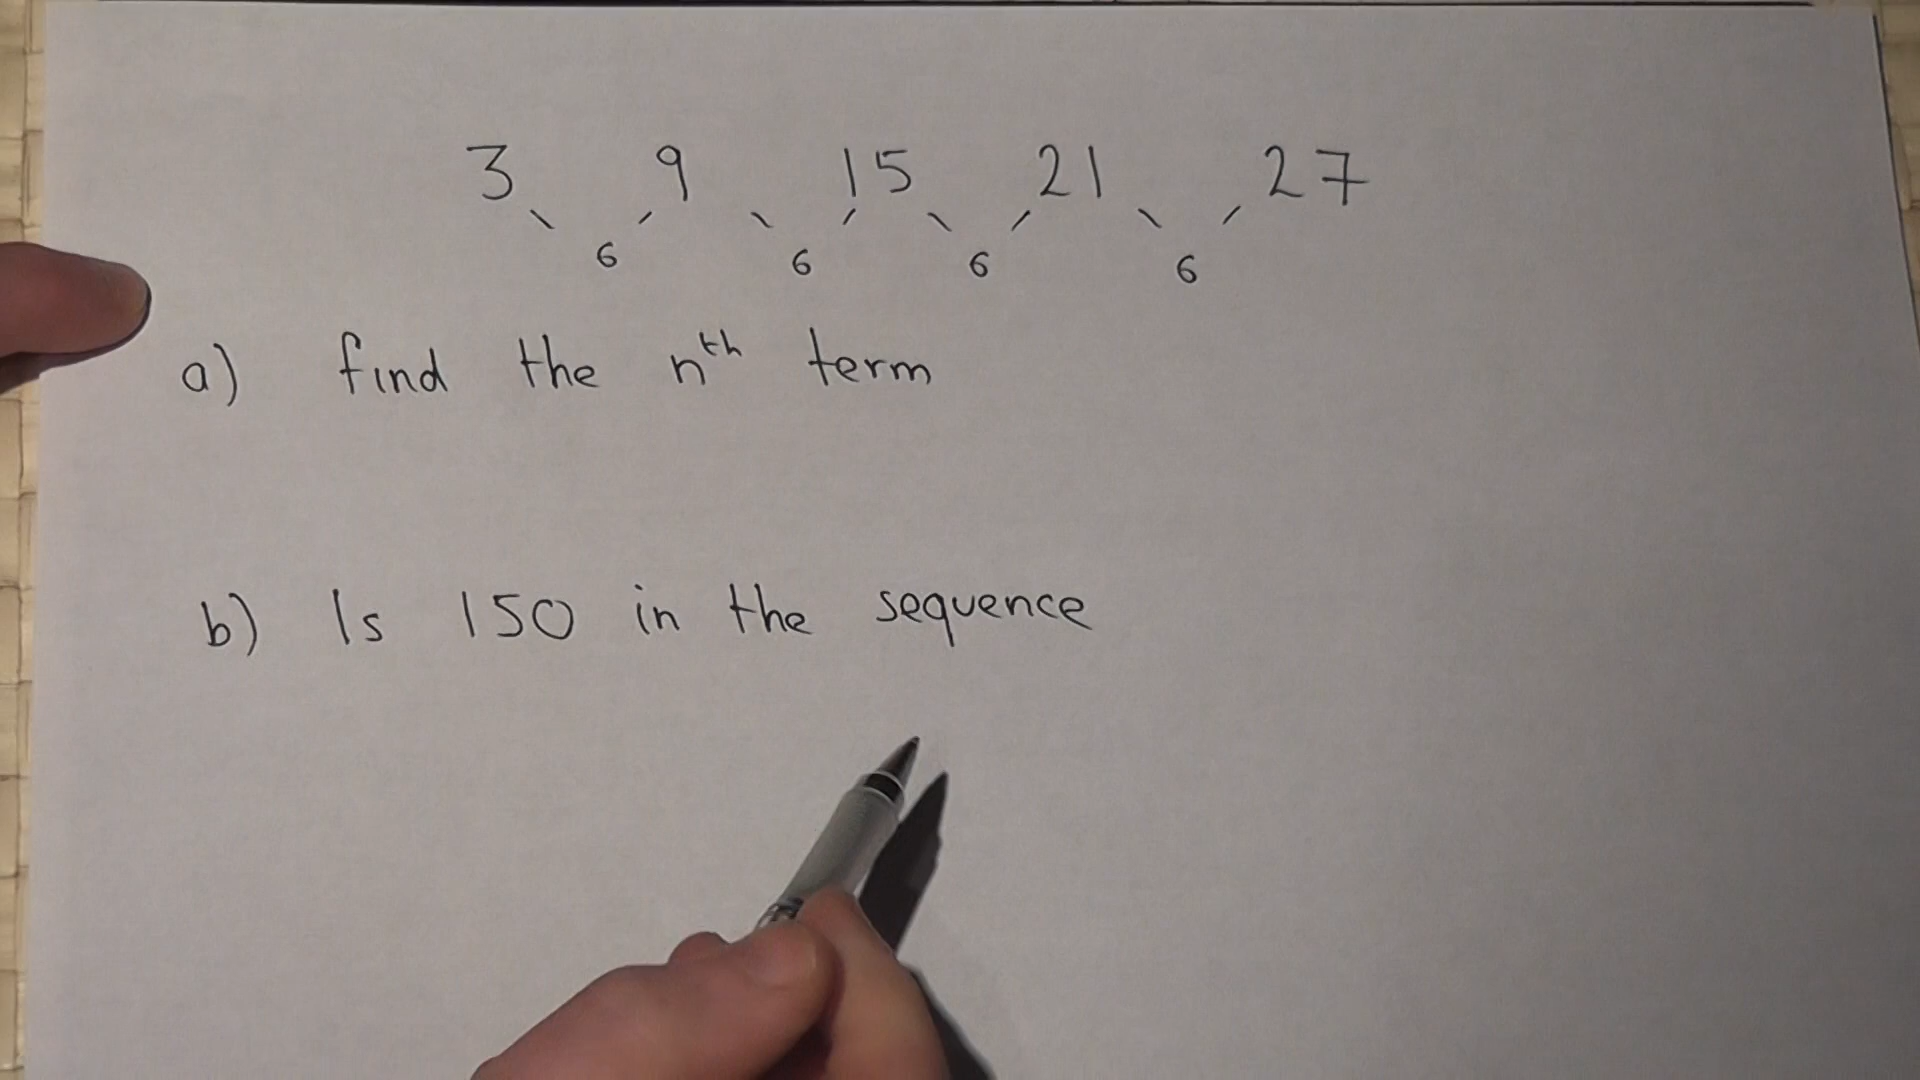 3 9 15 21 27
6 6 6 6
a) find the nth term
b) Is 150 in the sequence